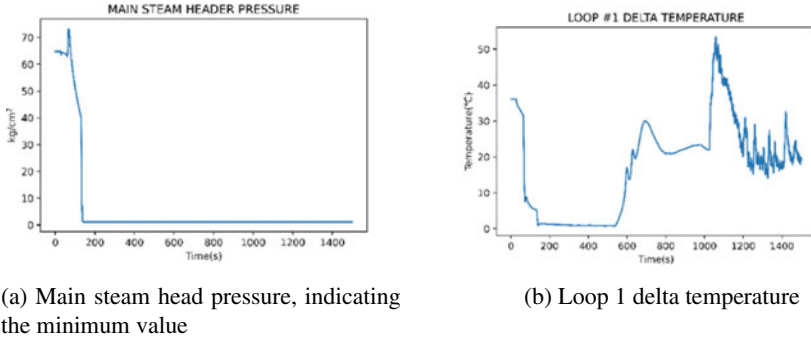 MAIN STEAM HEADER PRESSURE
kg/cm²
70
60
50
40
30
20
10
0
0 200 400 600 800 1000 1200 1400
Time(s)
(a) Main steam head pressure, indicating
the minimum value
LOOP #1 DELTA TEMPERATURE
Temperature(℃)
50
40
30
20
10
0
0 200 400 600 800 1000 1200 1400
Time(s)
(b) Loop 1 delta temperature